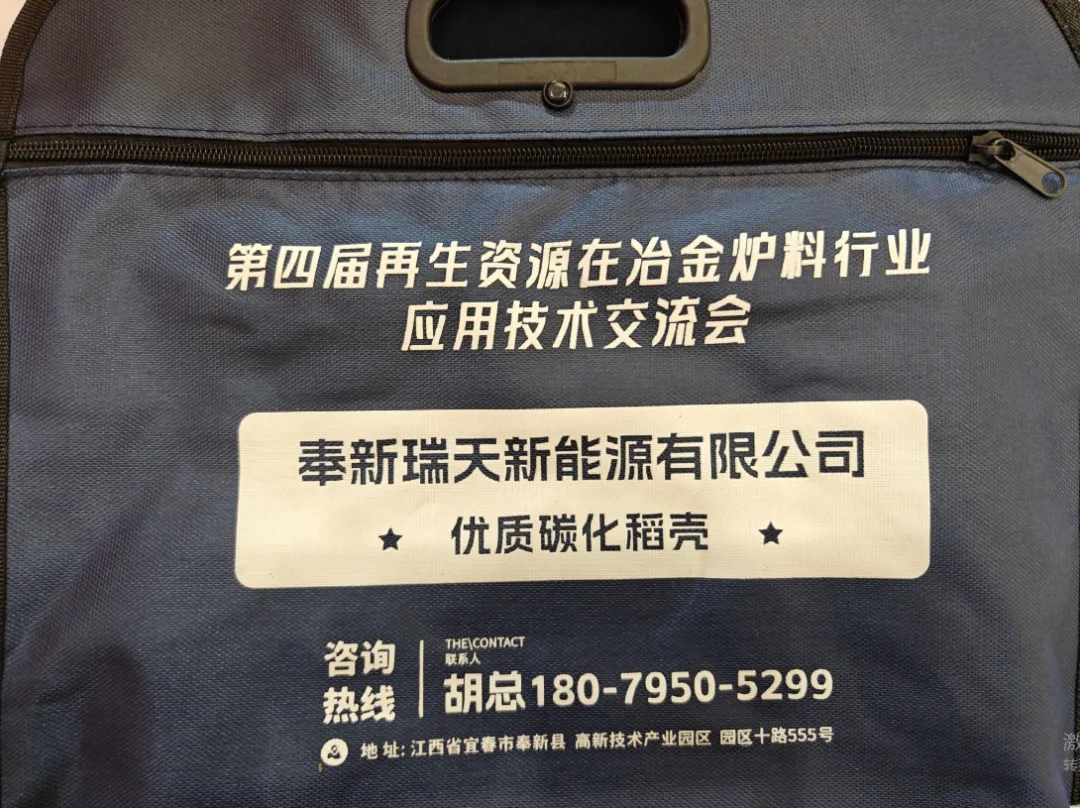 第四届再生资源在冶金炉料行业
应用技术交流会
奉新瑞天新能源有限公司
★ 优质碳化稻壳 ★
咨询
热线
THE\CONTACT
联系人
胡总180-7950-5299
地 址: 江西省宜春市奉新县 高新技术产业园区 园区十路555号
激
转